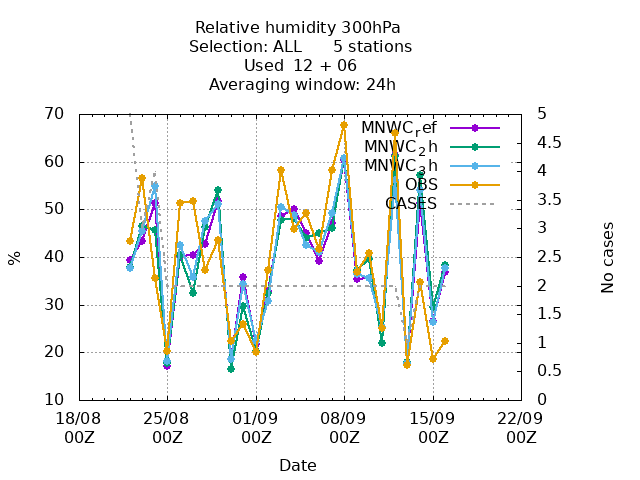 Relative humidity 300hPa
Selection: ALL 5 stations
Used 12 + 06
Averaging window: 24h
70
60
50
40
30
20
10
%
5
4.5
4
3.5
3
2.5
2
1.5
1
0.5
0
No cases
MNWC_ref
MNWC_2h
MNWC_3h
OBS
CASES
18/08 25/08 01/09 08/09 15/09 22/09
00Z 00Z 00Z 00Z 00Z 00Z
Date